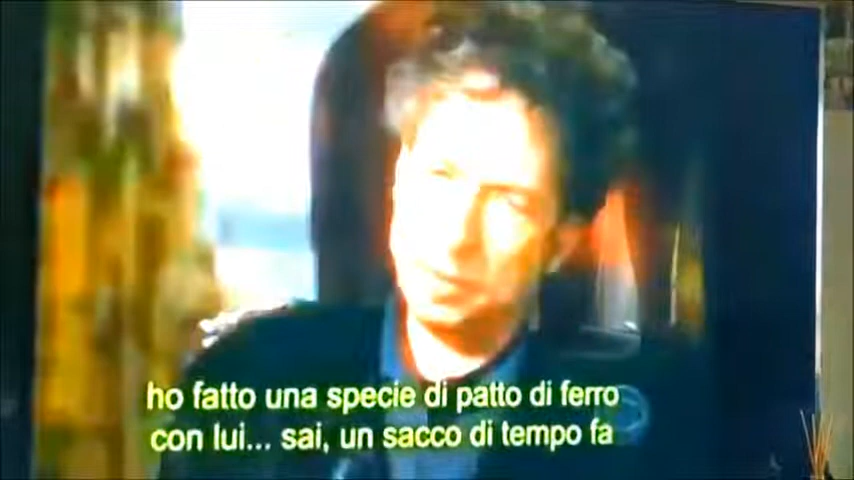 ho fatto una specie di patto di ferro
con lui... sai, un sacco di tempo fa